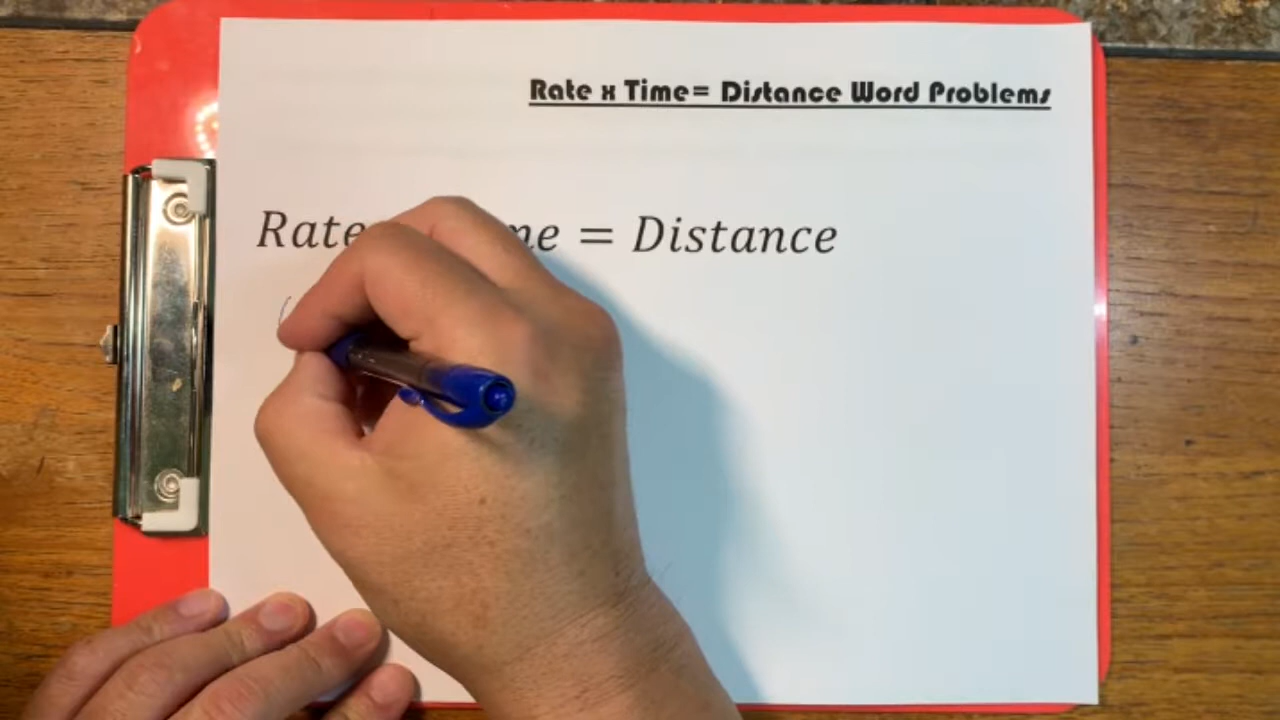 Rate x Time= Distance Word Problems
Rate me = Distance